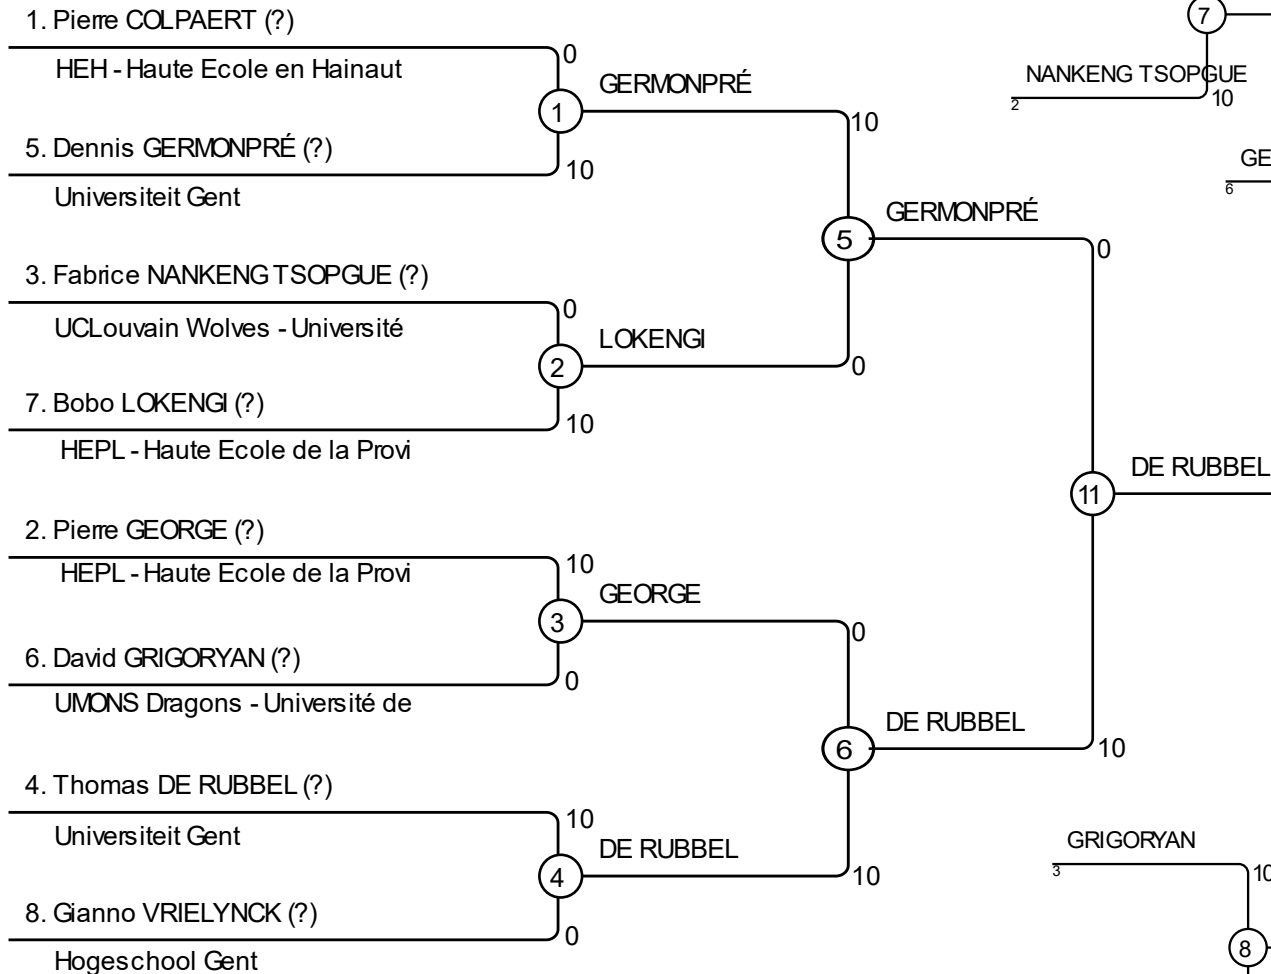 1. Pierre COLPAERT (?)
0
HEH - Haute Ecole en Hainaut
1
GERMONPRÉ
10
5. Dennis GERMONPRÉ (?)
10
Universiteit Gent
5
GERMONPRÉ
0
3. Fabrice NANKENG TSOPGUE (?)
0
UCLouvain Wolves - Université
2
LOKENGI
0
7. Bobo LOKENGI (?)
10
HEPL - Haute Ecole de la Provi
11
DE RUBBEL
2. Pierre GEORGE (?)
10
HEPL - Haute Ecole de la Provi
3
GEORGE
0
6. David GRIGORYAN (?)
0
UMONS Dragons - Université de
6
DE RUBBEL
10
4. Thomas DE RUBBEL (?)
10
Universiteit Gent
4
DE RUBBEL
10
8. Gianno VRIELYNCK (?)
0
Hogeschool Gent
7
NANKENG TSOPGUE
2
10
GE
6
GRIGORYAN
3
10
8